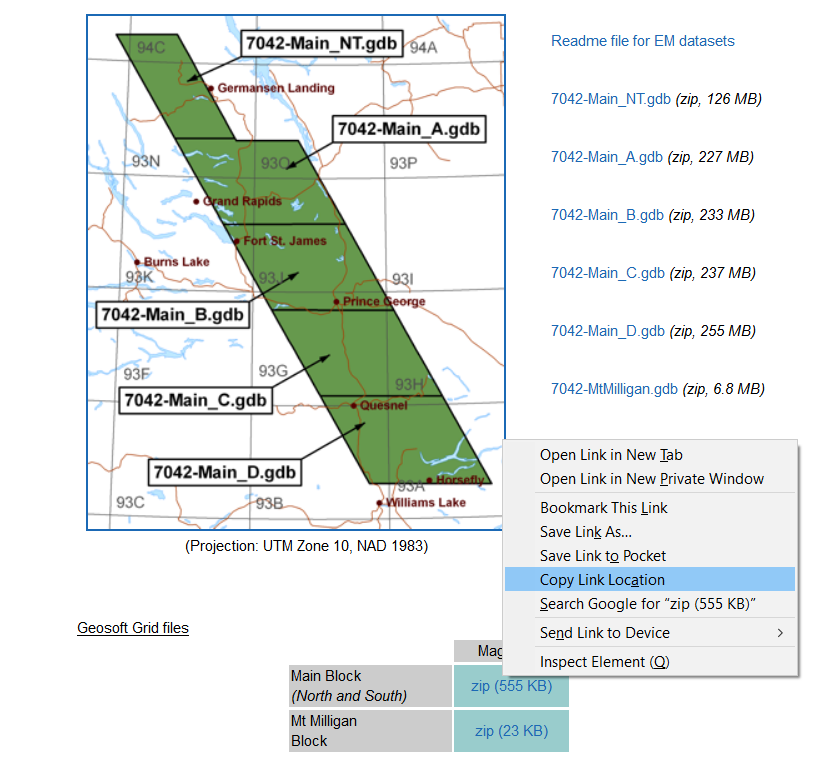 94C
7042-Main_NT.gdb
94A
Germansen Landing
7042-Main_A.gdb
93N
93O
93P
Grand Rapids
Fort St. James
Burns Lake
93K
93J
93I
Prince George
7042-Main_B.gdb
93F
93G
93H
7042-Main_C.gdb
Quesnel
7042-Main_D.gdb
93A
Horsefly
93C
93B
Williams Lake
(Projection: UTM Zone 10, NAD 1983)
Readme file for EM datasets
7042-Main_NT.gdb (zip, 126 MB)
7042-Main_A.gdb (zip, 227 MB)
7042-Main_B.gdb (zip, 233 MB)
7042-Main_C.gdb (zip, 237 MB)
7042-Main_D.gdb (zip, 255 MB)
7042-MtMilligan.gdb (zip, 6.8 MB)
Open Link in New Tab
Open Link in New Private Window
Bookmark This Link
Save Link As...
Save Link to Pocket
Copy Link Location
Search Google for “zip (555 KB)”
Send Link to Device
Inspect Element (Q)
Geosoft Grid files
Mag
Main Block
(North and South)
zip (555 KB)
Mt Milligan
Block
zip (23 KB)